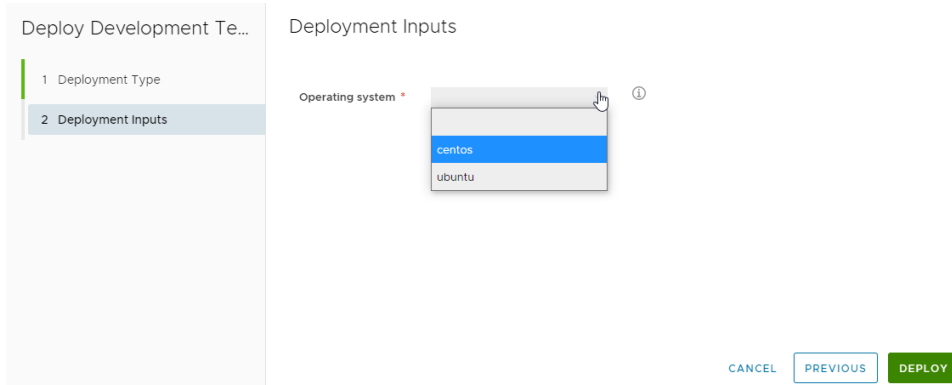 Deploy Development Te...
1 Deployment Type
2 Deployment Inputs
Deployment Inputs
Operating system *
centos
ubuntu
CANCEL
PREVIOUS
DEPLOY